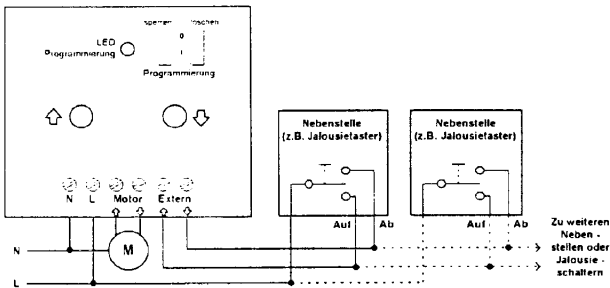 sperren
löschen
0
I
LED
Programmierung
Programmierung
Nebenstelle
(z.B. Jalousietaster)
Nebenstelle
(z.B. Jalousietaster)
N L Motor Extern
Auf Ab
Auf Ab
M
N
L
Zu weiteren
Neben -
stellen oder
Jalousie -
schaltern